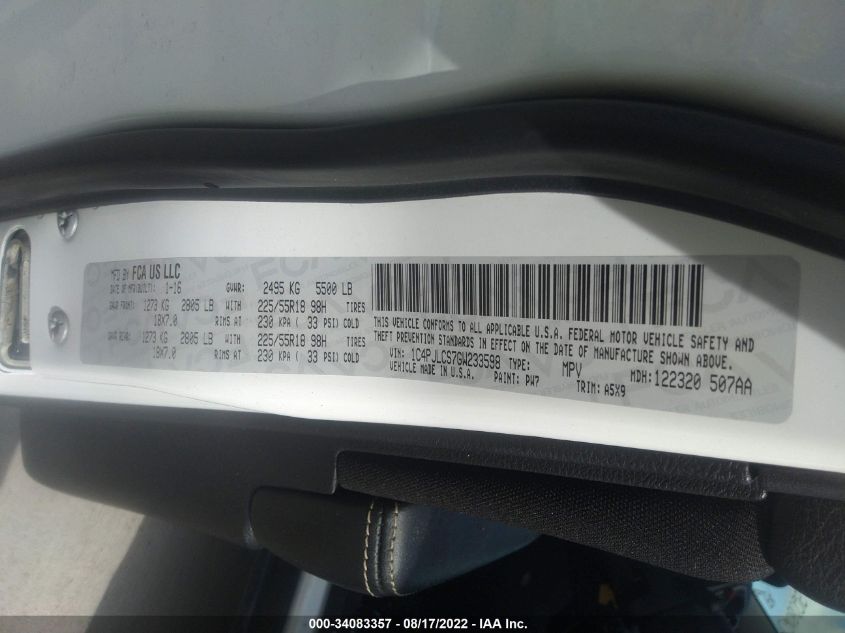 MFD BY FCA US LLC
DATE OF MFR/BUILT: 1-16 GVWR: 2495 KG 5500 LB
GAWR FRONT: 1273 KG 2805 LB WITH 225/55R18 98H TIRES
18X7.0 RIMS AT 230 KPA ( 33 PSI) COLD
GAWR REAR: 1273 KG 2805 LB WITH 225/55R18 98H TIRES
18X7.0 RIMS AT 230 KPA ( 33 PSI) COLD
THIS VEHICLE CONFORMS TO ALL APPLICABLE U.S.A. FEDERAL MOTOR VEHICLE SAFETY AND
THEFT PREVENTION STANDARDS IN EFFECT ON THE DATE OF MANUFACTURE SHOWN ABOVE.
VIN: 1C4PJLCS7GW233598 TYPE: MPV MDH: 122320 507AA
VEHICLE MADE IN U.S.A. PAINT: PW7 TRIM: A5X9
000-34083357 - 08/17/2022 - IAA Inc.